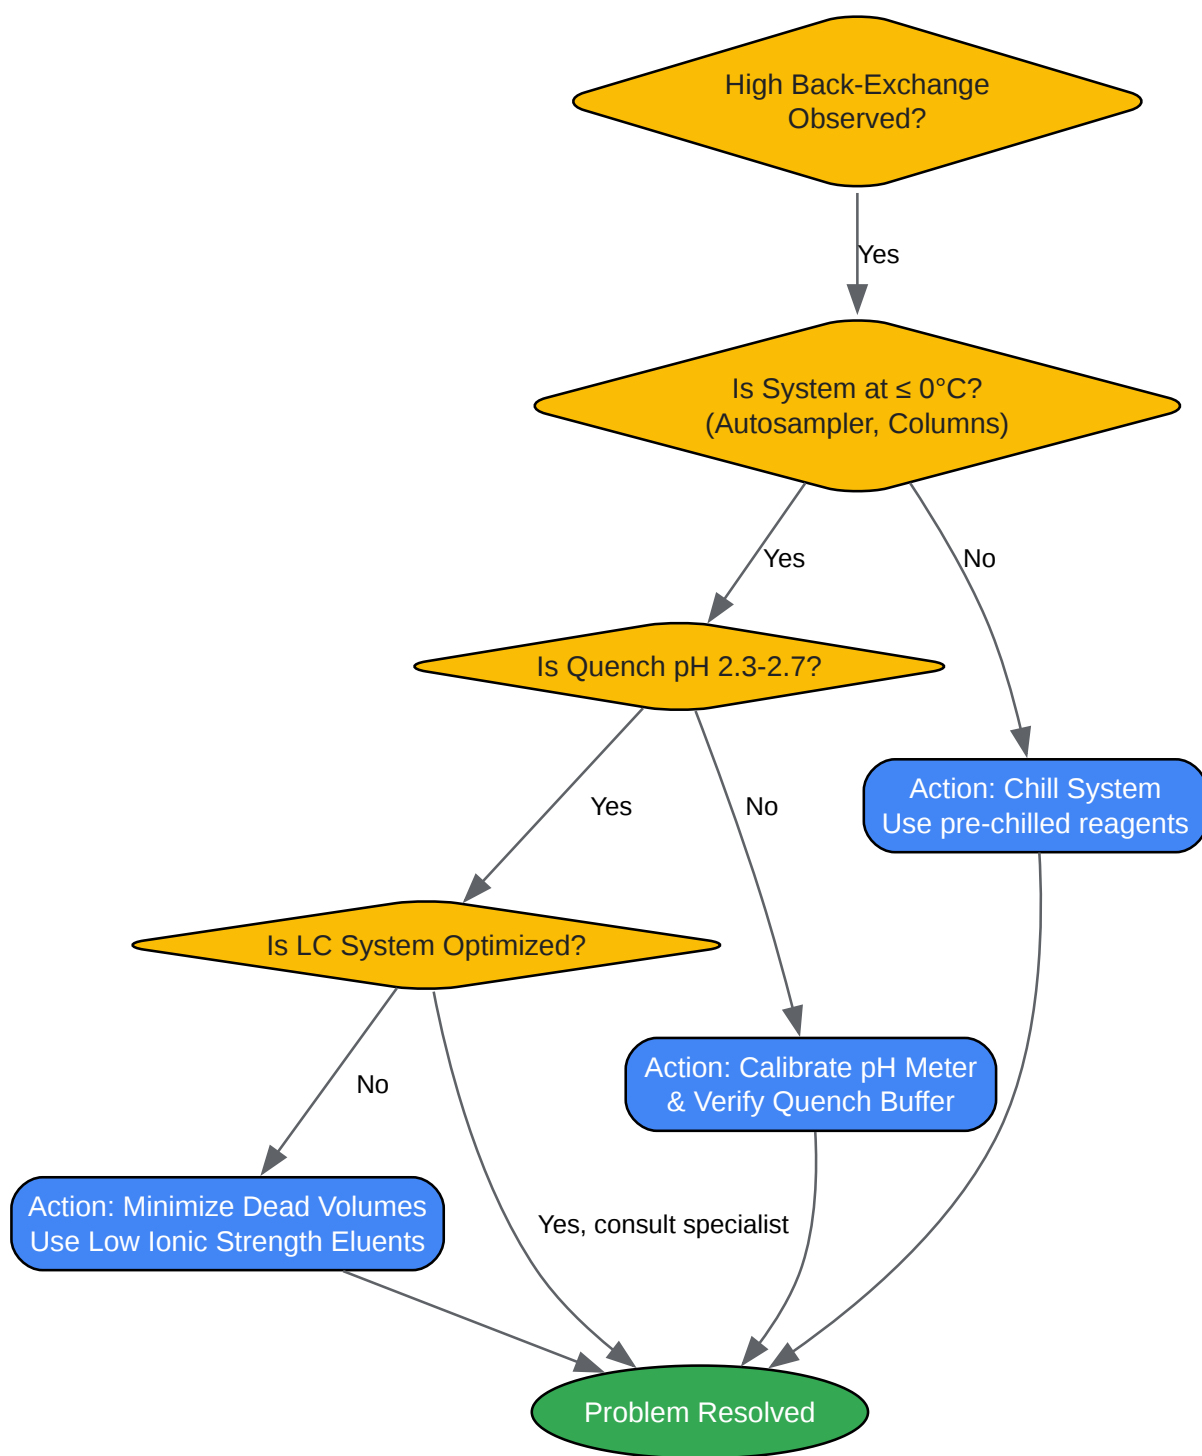 High Back-Exchange
Observed?
Yes
Is System at ≤ 0°C?
(Autosampler, Columns)
Yes
No
Is Quench pH 2.3-2.7?
Action: Chill System
Use pre-chilled reagents
Yes
No
Is LC System Optimized?
Action: Calibrate pH Meter
& Verify Quench Buffer
No
Action: Minimize Dead Volumes
Use Low Ionic Strength Eluents
Yes, consult specialist
Problem Resolved